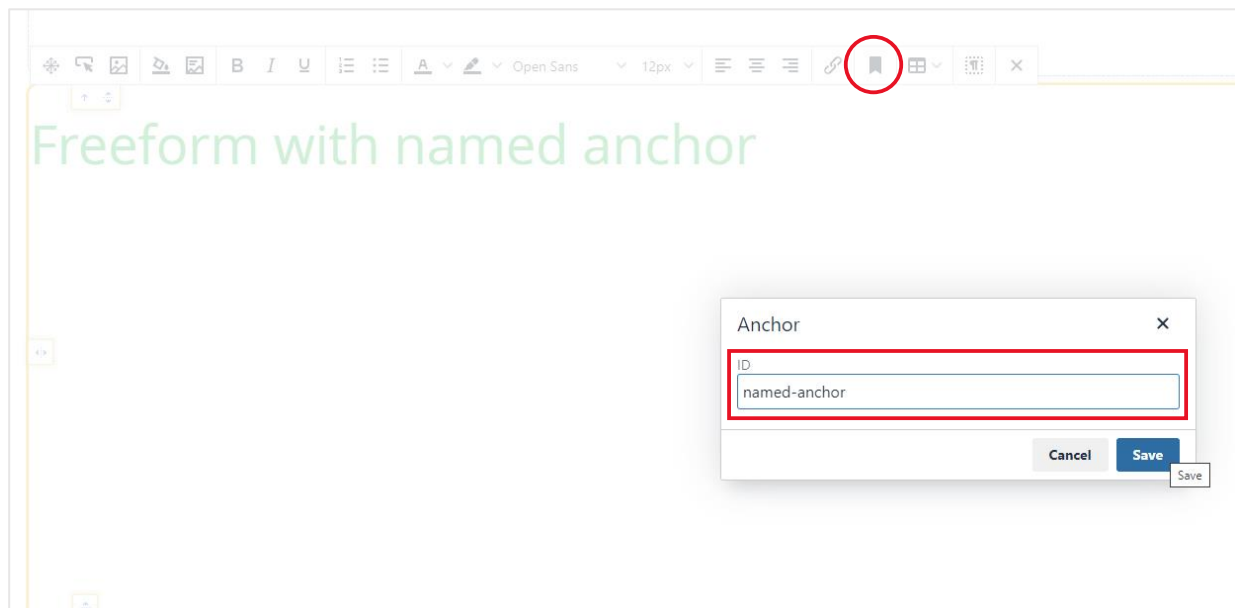 B I U A Open Sans 12px
Freeform with named anchor
Anchor
ID
named-anchor
Cancel Save
Save